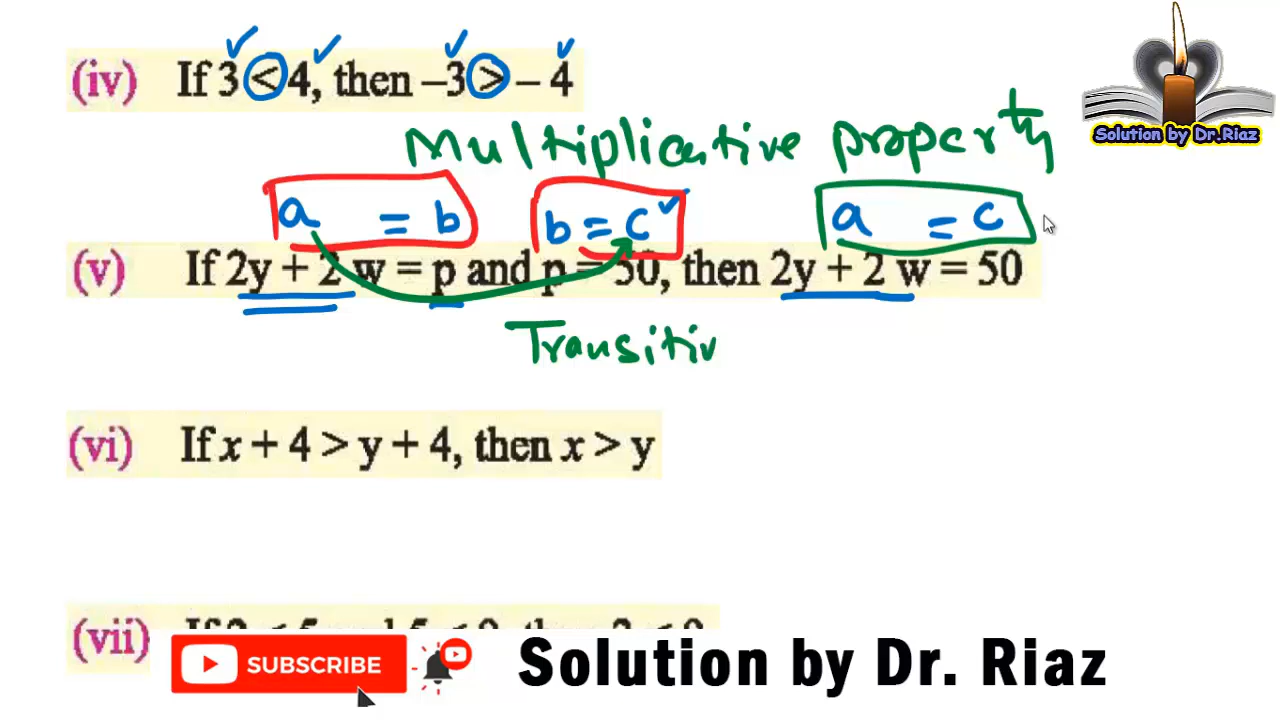 (iv) If 3 < 4, then –3 > – 4
Solution by Dr.Riaz
Multiplicative property
a = b b = c a = c
(v) If 2y + 2 w = p and p = 50, then 2y + 2 w = 50
Transitiv
(vi) If x + 4 > y + 4, then x > y
(vii)
SUBSCRIBE
Solution by Dr. Riaz